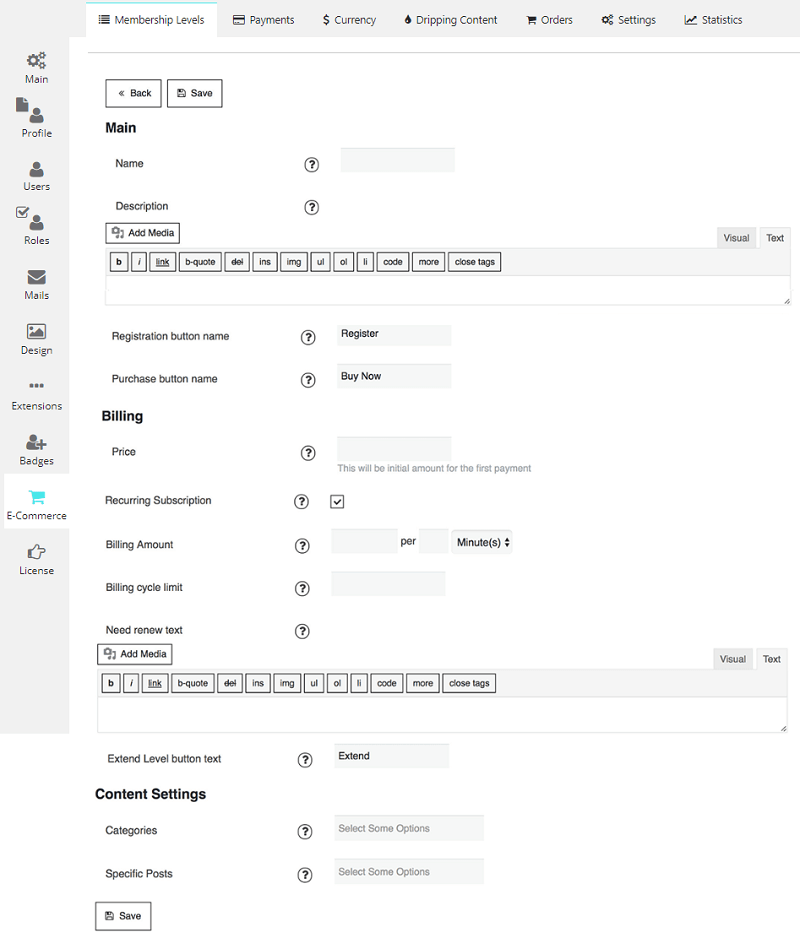 Membership Levels Payments $ Currency Dripping Content Orders Settings Statistics
Main
Profile
Users
Roles
Mails
Design
Extensions
Badges
E-Commerce
License
« Back Save
Main
Name ?
Description ?
Add Media Visual Text
b i link b-quote del ins img ul ol li code more close tags
Registration button name ? Register
Purchase button name ? Buy Now
Billing
Price ?
This will be initial amount for the first payment
Recurring Subscription ?
Billing Amount ? per Minute(s)
Billing cycle limit ?
Need renew text ?
Add Media Visual Text
b i link b-quote del ins img ul ol li code more close tags
Extend Level button text ? Extend
Content Settings
Categories ? Select Some Options
Specific Posts ? Select Some Options
Save